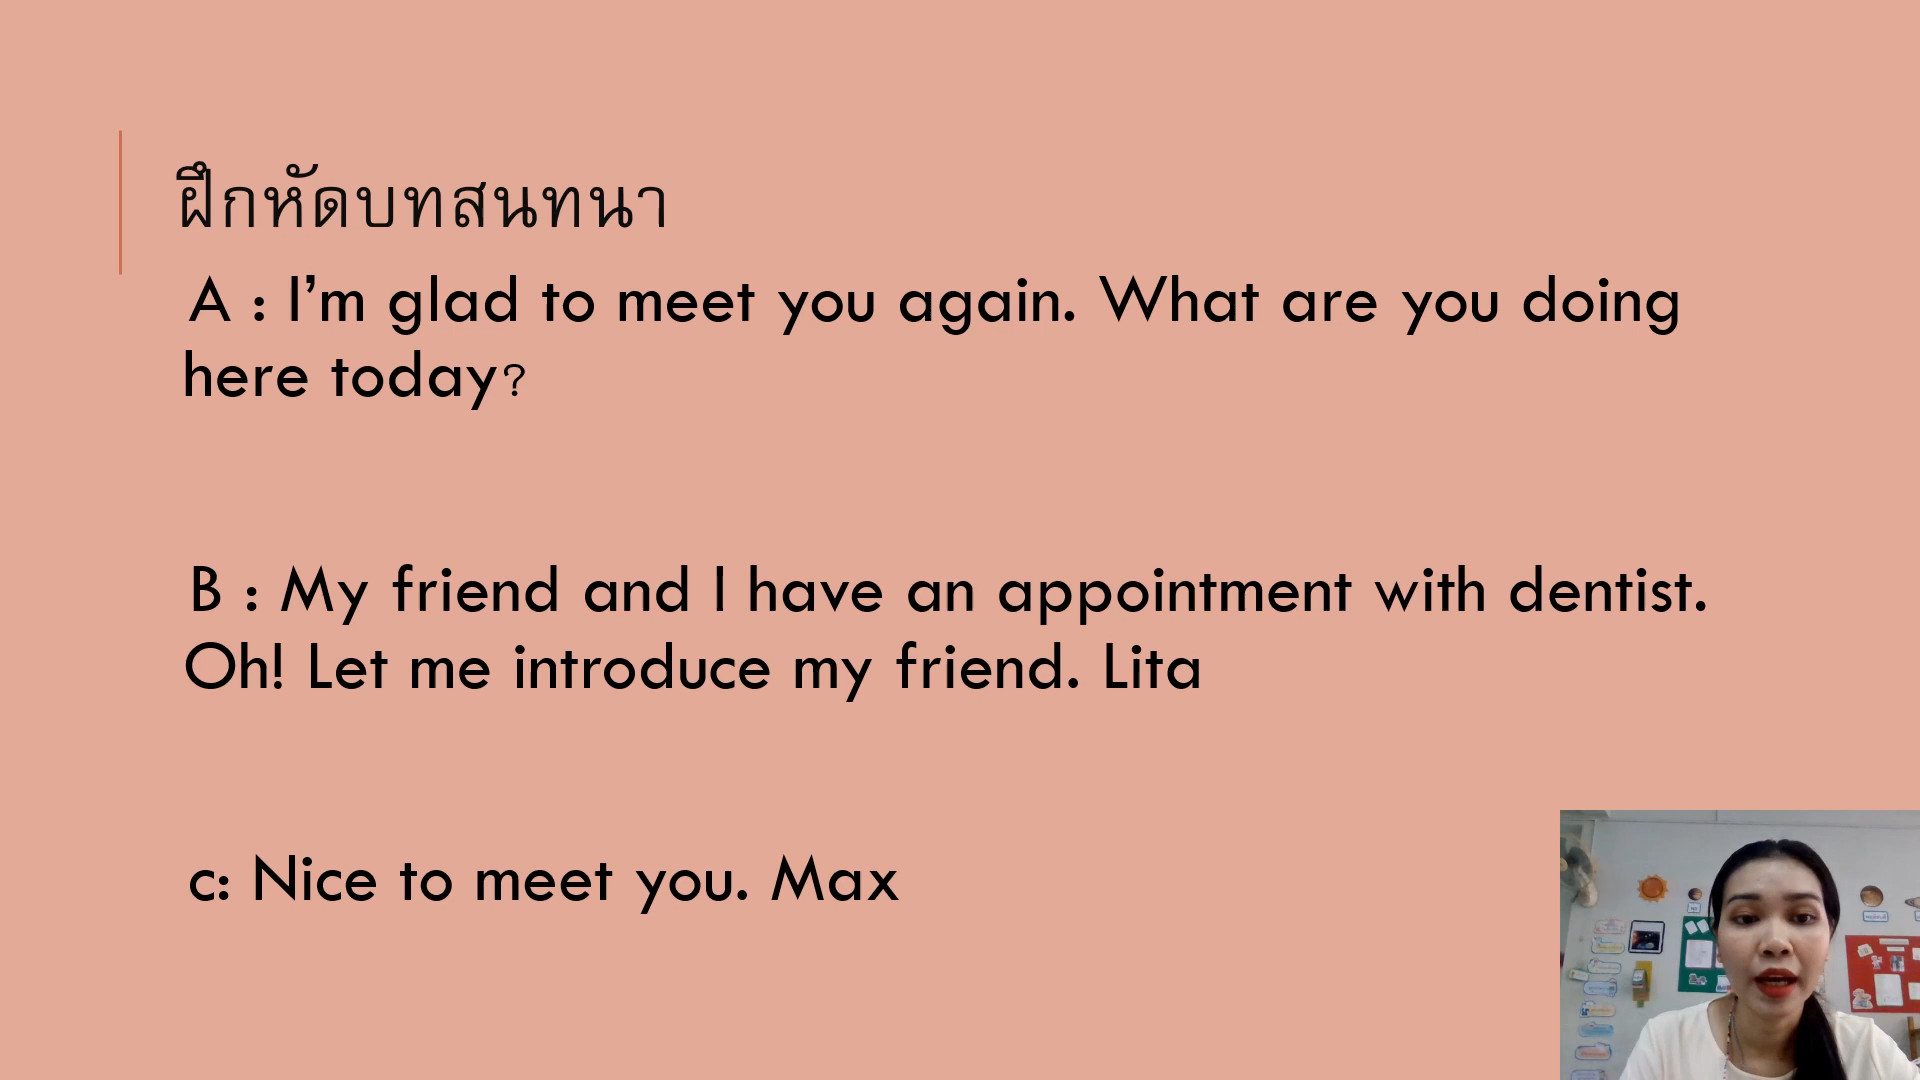 ฝึกหัดบทสนทนา
A : I’m glad to meet you again. What are you doing
here today?
B : My friend and I have an appointment with dentist.
Oh! Let me introduce my friend. Lita
c: Nice to meet you. Max